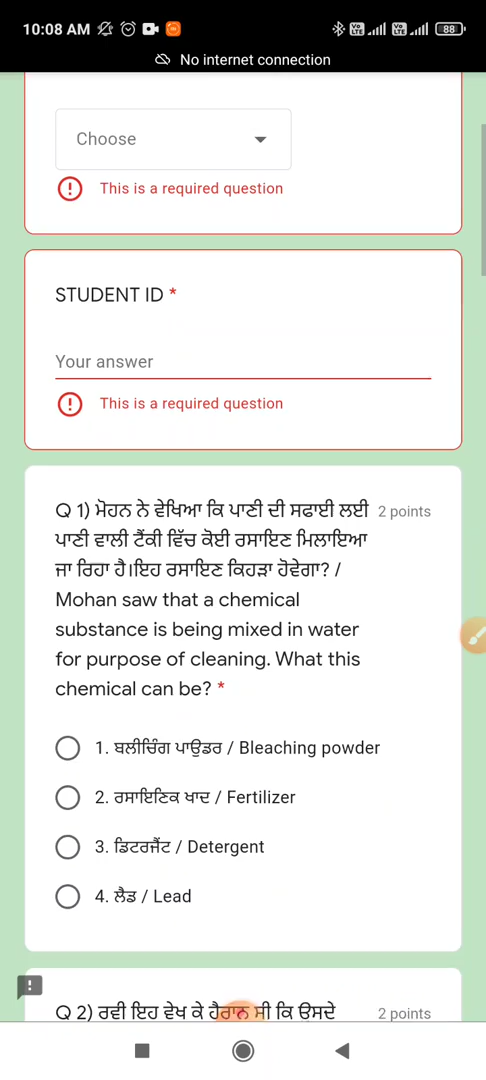 10:08 AM
88
No internet connection
Choose
This is a required question
STUDENT ID *
Your answer
This is a required question
Q 1) ਮੋਹਨ ਨੇ ਵੇਖਿਆ ਕਿ ਪਾਣੀ ਦੀ ਸਫਾਈ ਲਈ 2 points
ਪਾਣੀ ਵਾਲੀ ਟੈਂਕੀ ਵਿੱਚ ਕੋਈ ਰਸਾਇਣ ਮਿਲਾਇਆ
ਜਾ ਰਿਹਾ ਹੈ।ਇਹ ਰਸਾਇਣ ਕਿਹੜਾ ਹੋਵੇਗਾ? /
Mohan saw that a chemical
substance is being mixed in water
for purpose of cleaning. What this
chemical can be? *
1. ਬਲੀਚਿੰਗ ਪਾਉਡਰ / Bleaching powder
2. ਰਸਾਇਣਿਕ ਖਾਦ / Fertilizer
3. ਡਿਟਰਜੈਂਟ / Detergent
4. ਲੈਡ / Lead
Q 2) ਰਵੀ ਇਹ ਵੇਖ ਕੇ ਹੈਰਾਨ ਸੀ ਕਿ ਉਸਦੇ 2 points